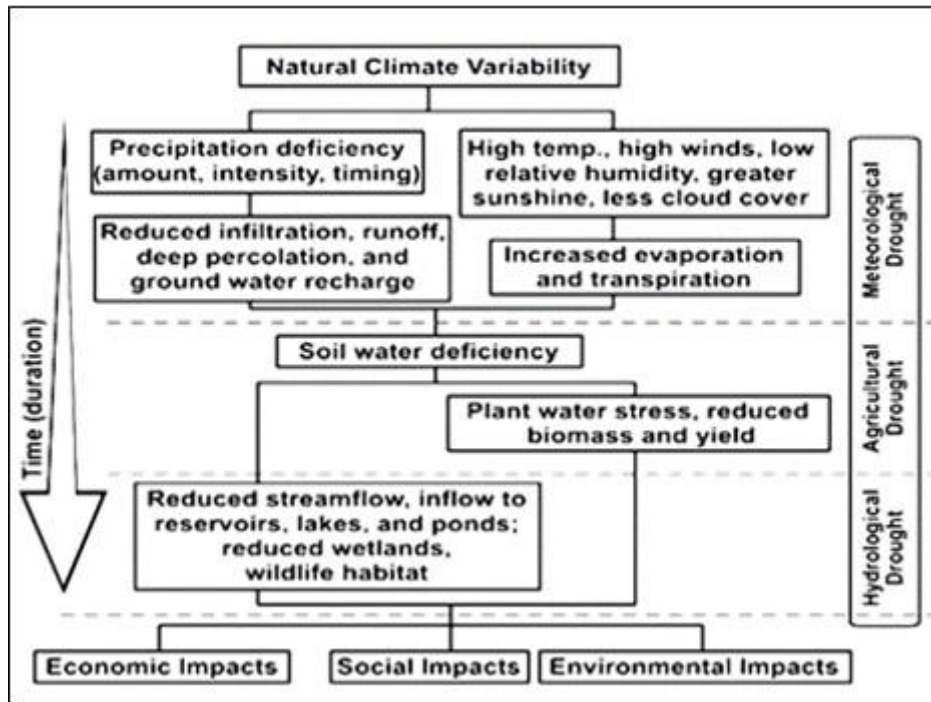 Natural Climate Variability
Precipitation deficiency
(amount, intensity, timing)
High temp., high winds, low
relative humidity, greater
sunshine, less cloud cover
Reduced infiltration, runoff,
deep percolation, and
ground water recharge
Increased evaporation
and transpiration
Meteorological
Drought
Time (duration)
Soil water deficiency
Plant water stress, reduced
biomass and yield
Agricultural
Drought
Reduced streamflow, inflow to
reservoirs, lakes, and ponds;
reduced wetlands,
wildlife habitat
Hydrological
Drought
Economic Impacts
Social Impacts
Environmental Impacts